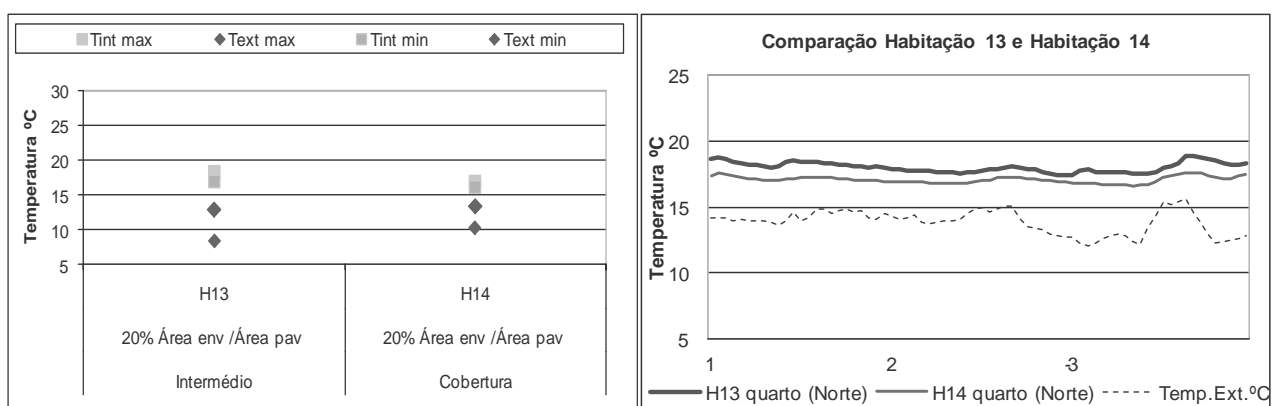 Tint max Text max Tint min Text min
Temperatura ºC
30
25
20
15
10
5
H13 H14
20% Área env /Área pav 20% Área env /Área pav
Intermédio Cobertura
Comparação Habitação 13 e Habitação 14
Temperatura ºC
25
20
15
10
5
1 2 -3
H13 quarto (Norte) H14 quarto (Norte) Temp.Ext.ºC